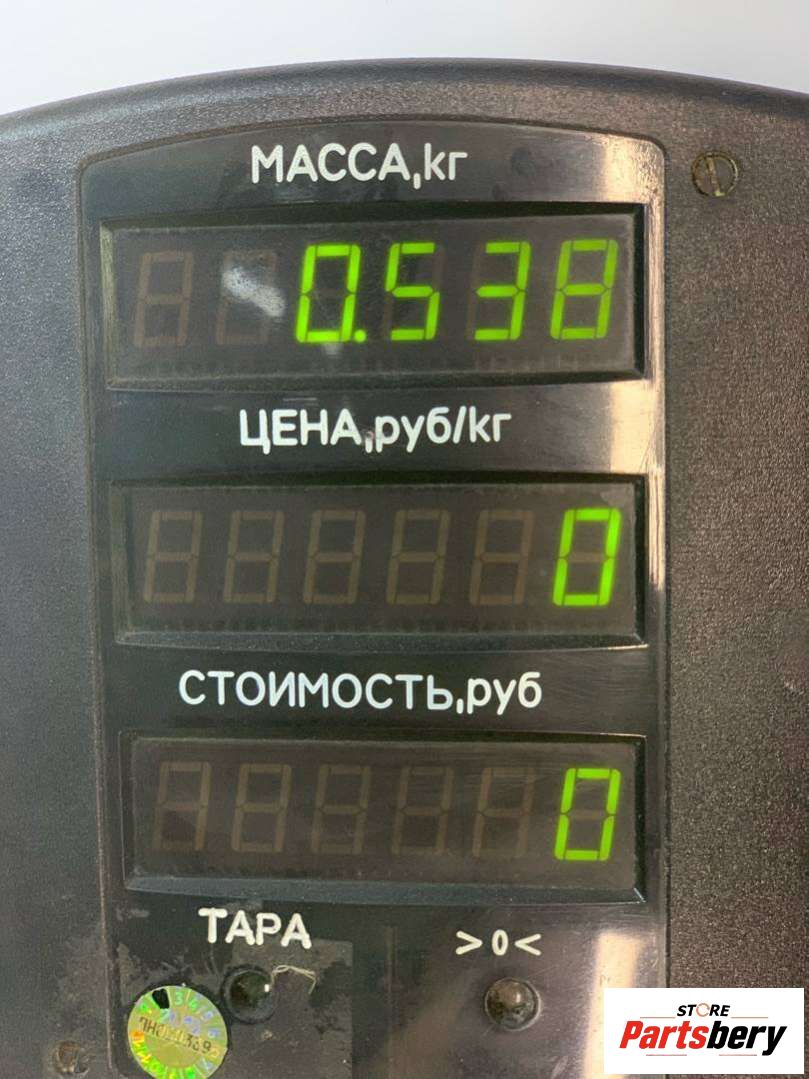 МАССА,кг
0.538
ЦЕНА,руб/кг
0
СТОИМОСТЬ,руб
0
ТАРА
>0<
STORE
Partsbery